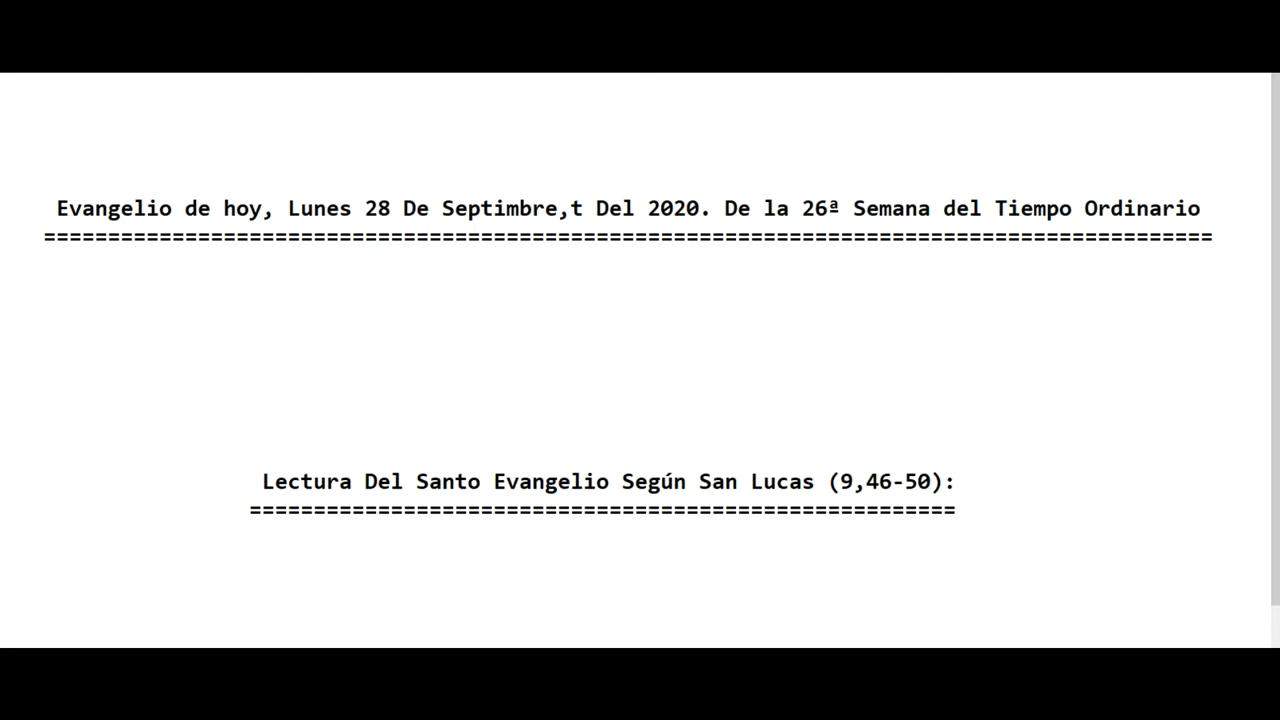 Evangelio de hoy, Lunes 28 De Septimbre,t Del 2020. De la 26ª Semana del Tiempo Ordinario
===========================================================================================
Lectura Del Santo Evangelio Según San Lucas (9,46-50):
=======================================================